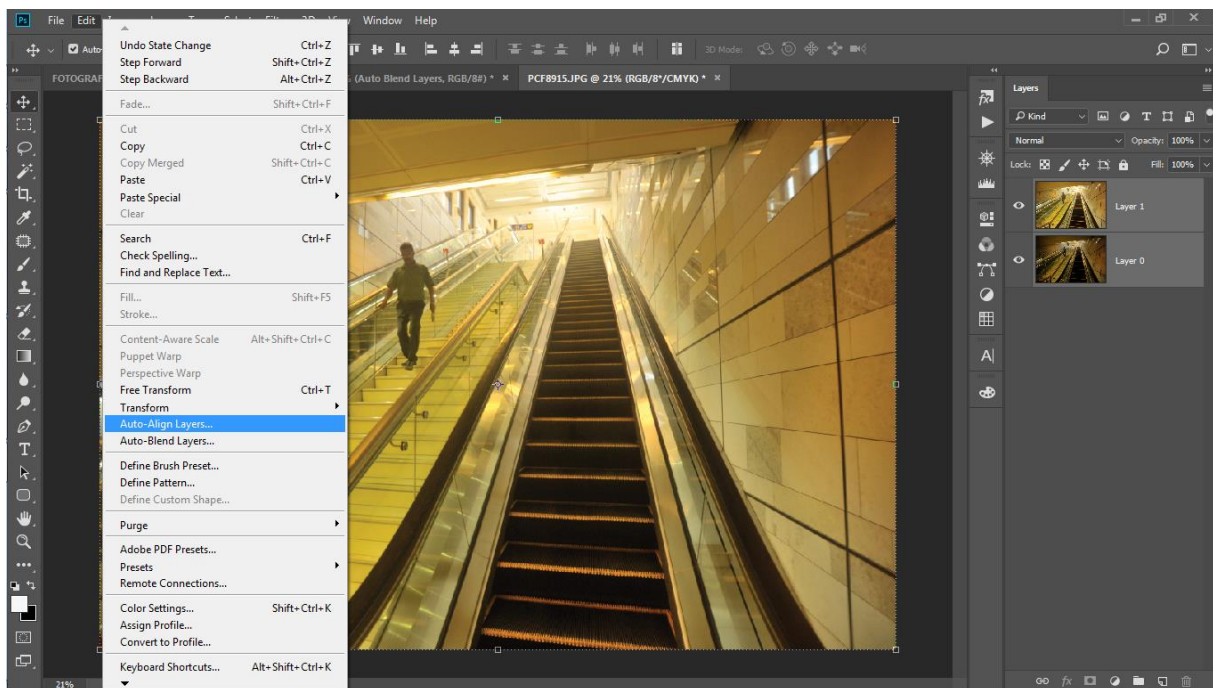 Ps File Edit Window Help
Auto- 3D Mode:
FOTOGRAF (Auto Blend Layers, RGB/8#) * × PCF8915.JPG @ 21% (RGB/8*/CMYK) * ×
Undo State Change Ctrl+Z
Step Forward Shift+Ctrl+Z
Step Backward Alt+Ctrl+Z
Fade... Shift+Ctrl+F
Cut Ctrl+X
Copy Ctrl+C
Copy Merged Shift+Ctrl+C
Paste Ctrl+V
Paste Special
Clear
Search Ctrl+F
Check Spelling...
Find and Replace Text...
Fill... Shift+F5
Stroke...
Content-Aware Scale Alt+Shift+Ctrl+C
Puppet Warp
Perspective Warp
Free Transform Ctrl+T
Transform
Auto-Align Layers...
Auto-Blend Layers...
Define Brush Preset...
Define Pattern...
Define Custom Shape...
Purge
Adobe PDF Presets...
Presets
Remote Connections...
Color Settings... Shift+Ctrl+K
Assign Profile...
Convert to Profile...
Keyboard Shortcuts... Alt+Shift+Ctrl+K
21%
Layers
Kind
Normal Opacity: 100%
Lock: Fill: 100%
Layer 1
Layer 0